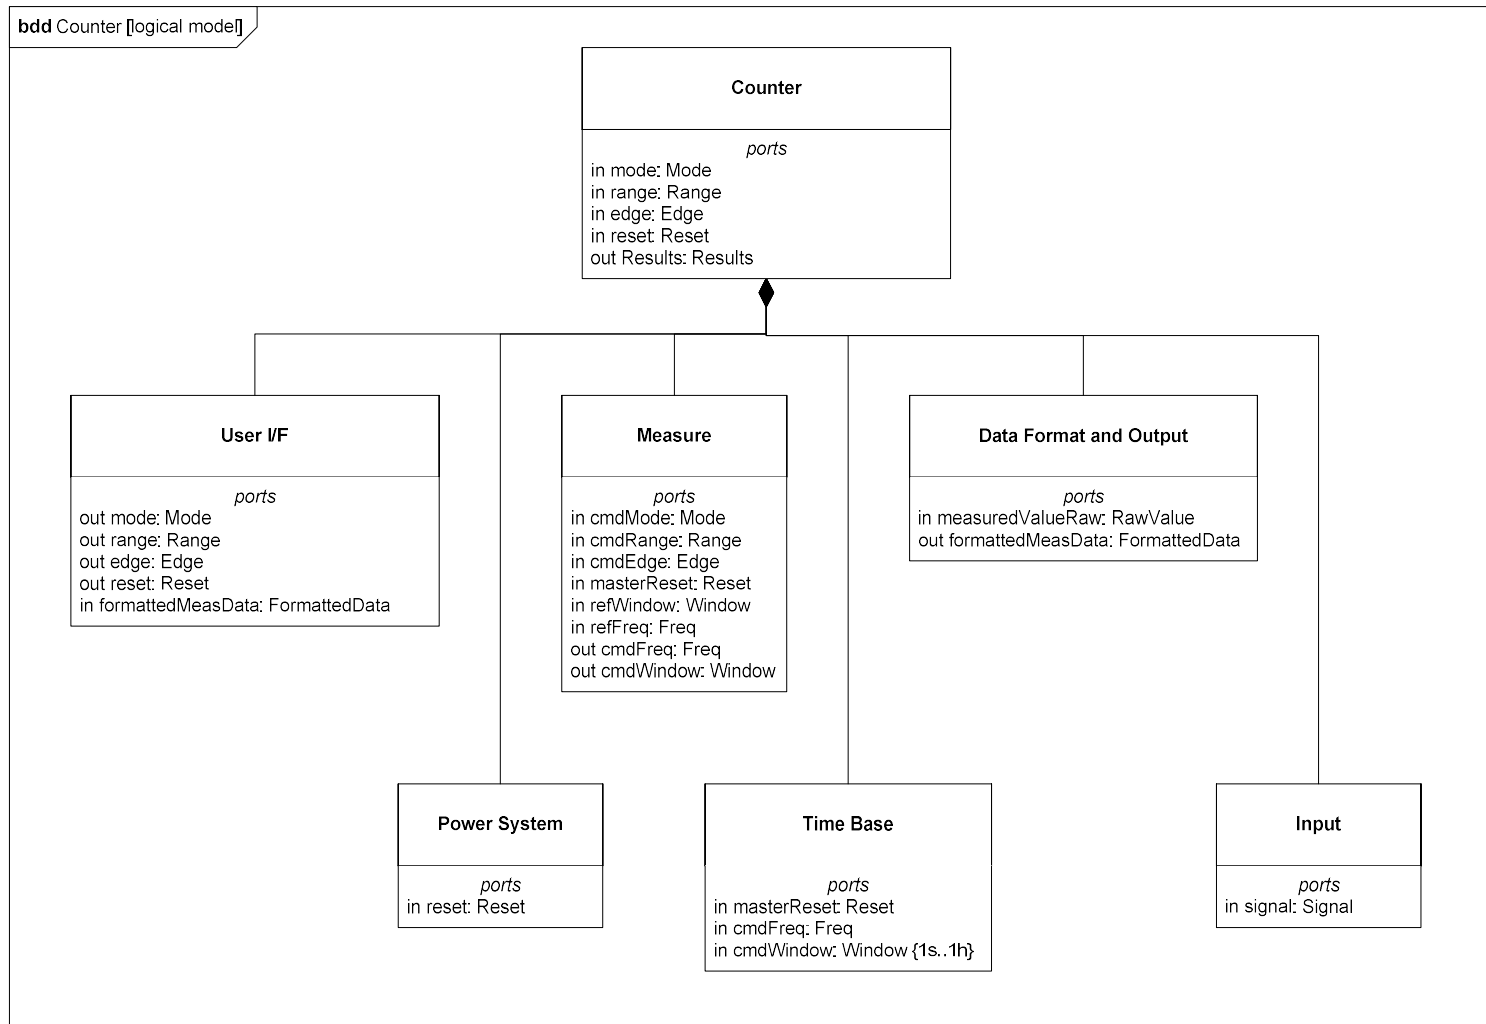 bdd Counter [logical model]
Counter
ports
in mode: Mode
in range: Range
in edge: Edge
in reset: Reset
out Results: Results
User I/F
ports
out mode: Mode
out range: Range
out edge: Edge
out reset: Reset
in formattedMeasData: FormattedData
Measure
ports
in cmdMode: Mode
in cmdRange: Range
in cmdEdge: Edge
in masterReset: Reset
in refWindow: Window
in refFreq: Freq
out cmdFreq: Freq
out cmdWindow: Window
Data Format and Output
ports
in measuredValueRaw: RawValue
out formattedMeasData: FormattedData
Power System
ports
in reset: Reset
Time Base
ports
in masterReset: Reset
in cmdFreq: Freq
in cmdWindow: Window {1s..1h}
Input
ports
in signal: Signal